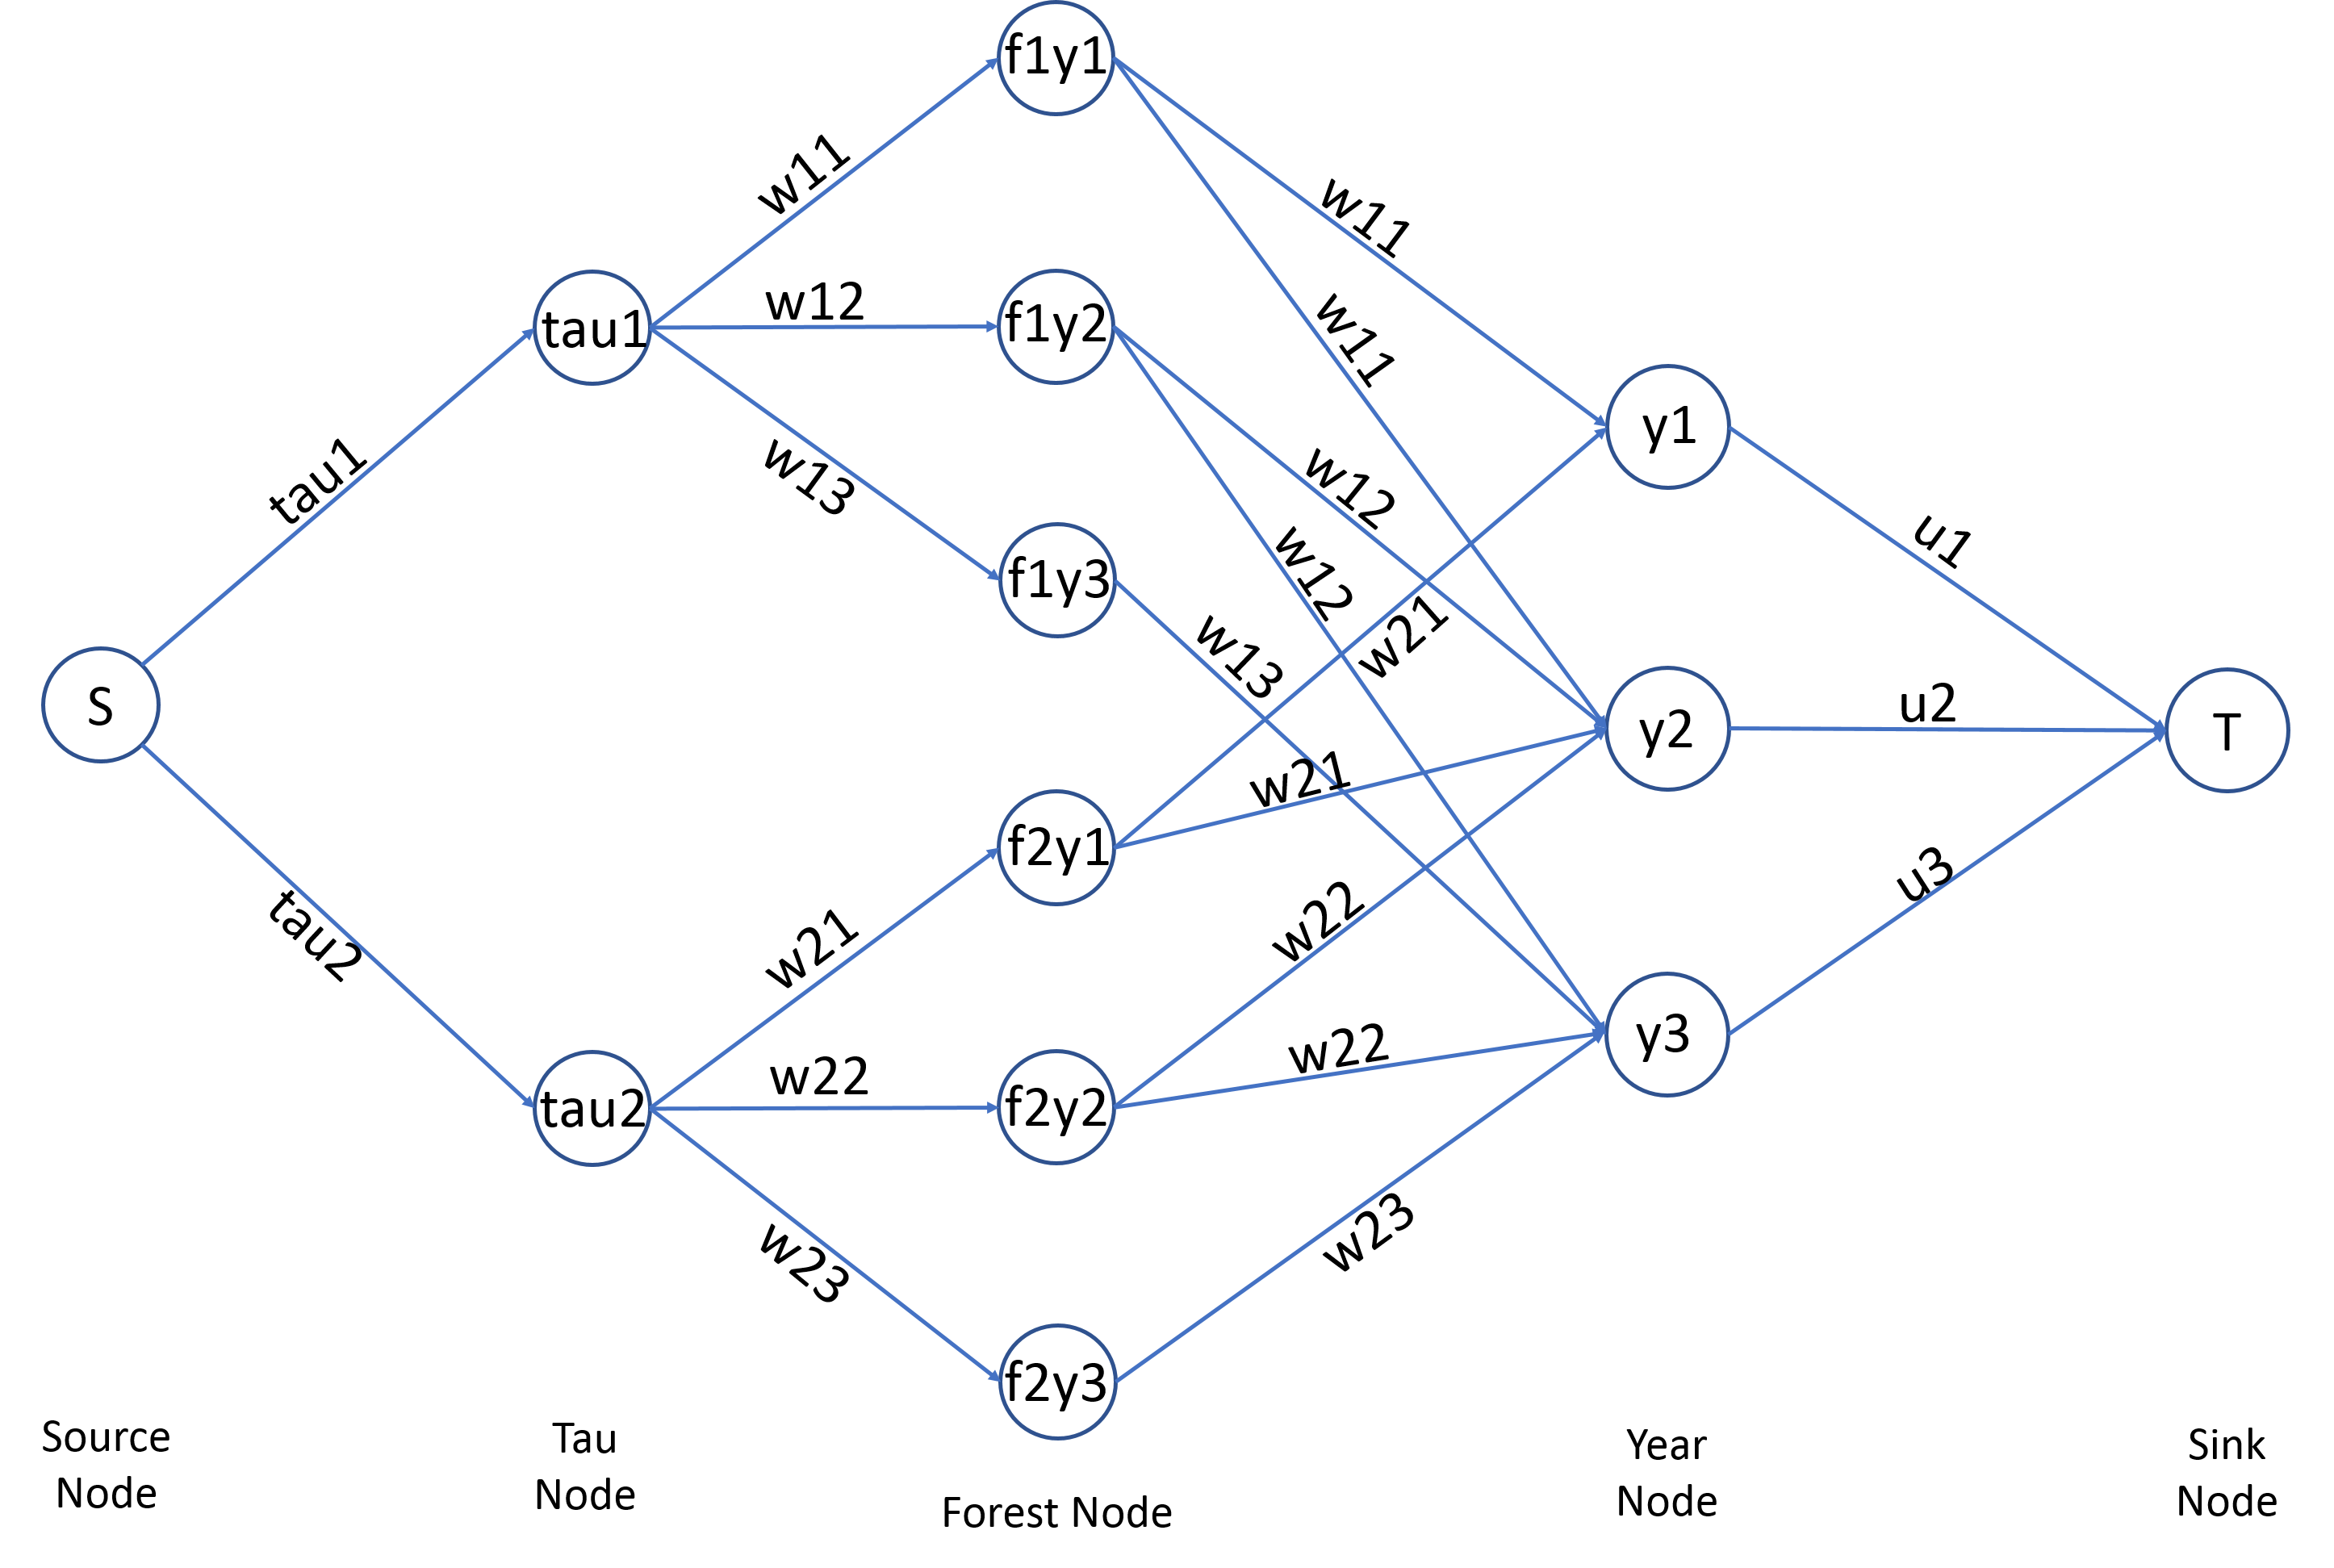 f1y1
w11
w11
w11
tau1
w12
f1y2
w13
w12
w12
y1
tau1
f1y3
w13
w21
u1
S
y2
u2
T
w21
f2y1
tau2
w21
w22
u3
y3
tau2
w22
f2y2
w22
w23
w23
f2y3
Source
Node
Tau
Node
Forest Node
Year
Node
Sink
Node